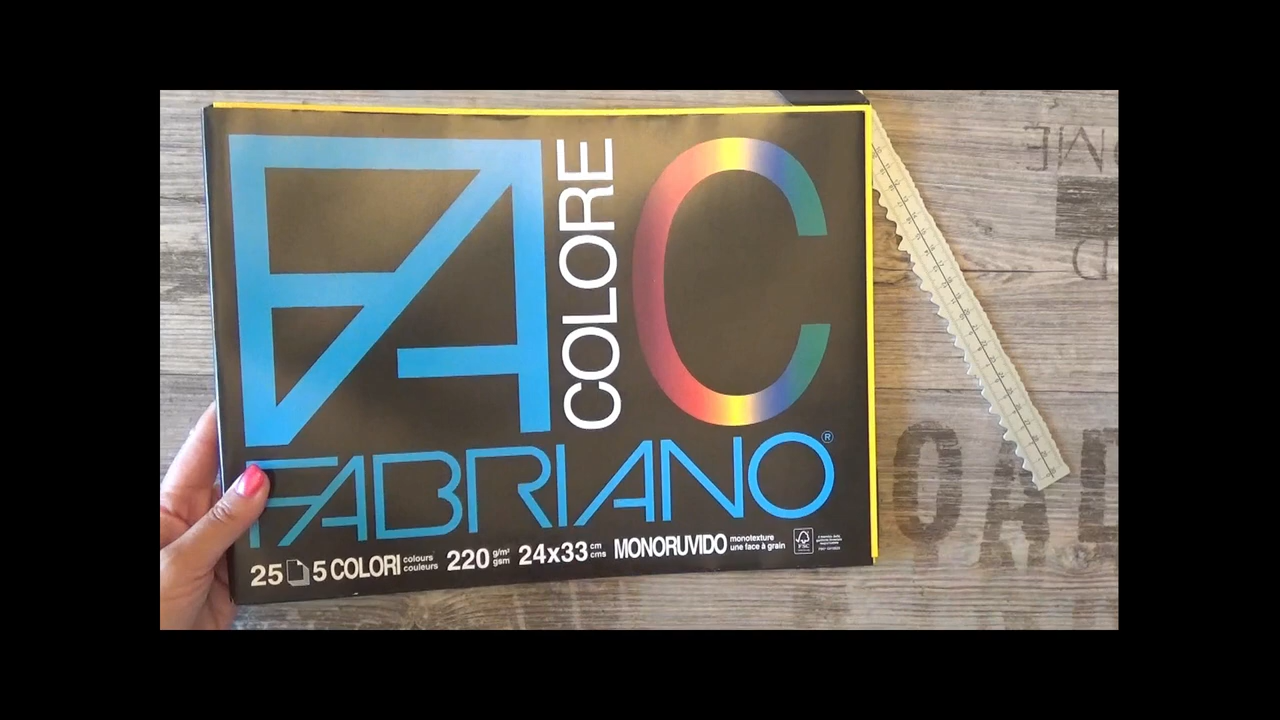 FA
COLORE
C
FABRIANO®
25 5 COLORI colours couleurs 220 g/m² gsm 24x33 cm cms MONORUVIDO monotexture une face à grain FSC